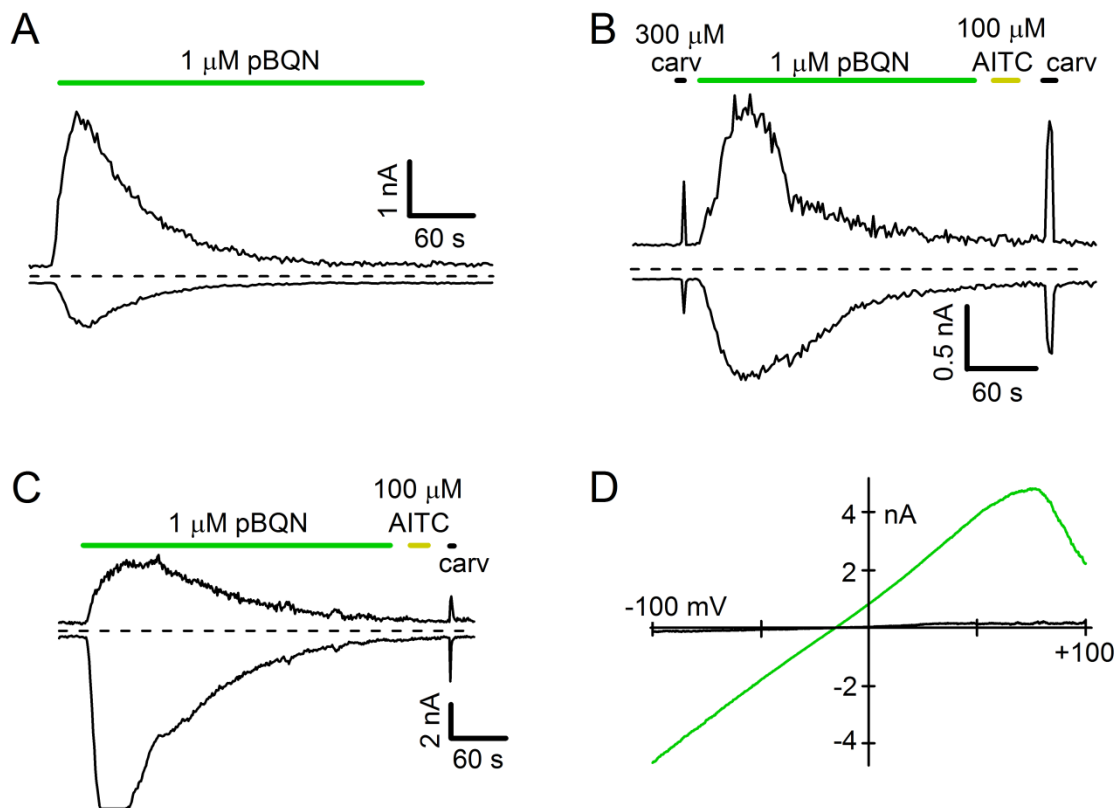 A
1 μM pBQN
1 nA
60 s
B
300 μM
carv
1 μM pBQN
100 μM
AITC
carv
0.5 nA
60 s
C
1 μM pBQN
100 μM
AITC
carv
2 nA
60 s
D
4
nA
2
-100 mV
+100
-2
-4